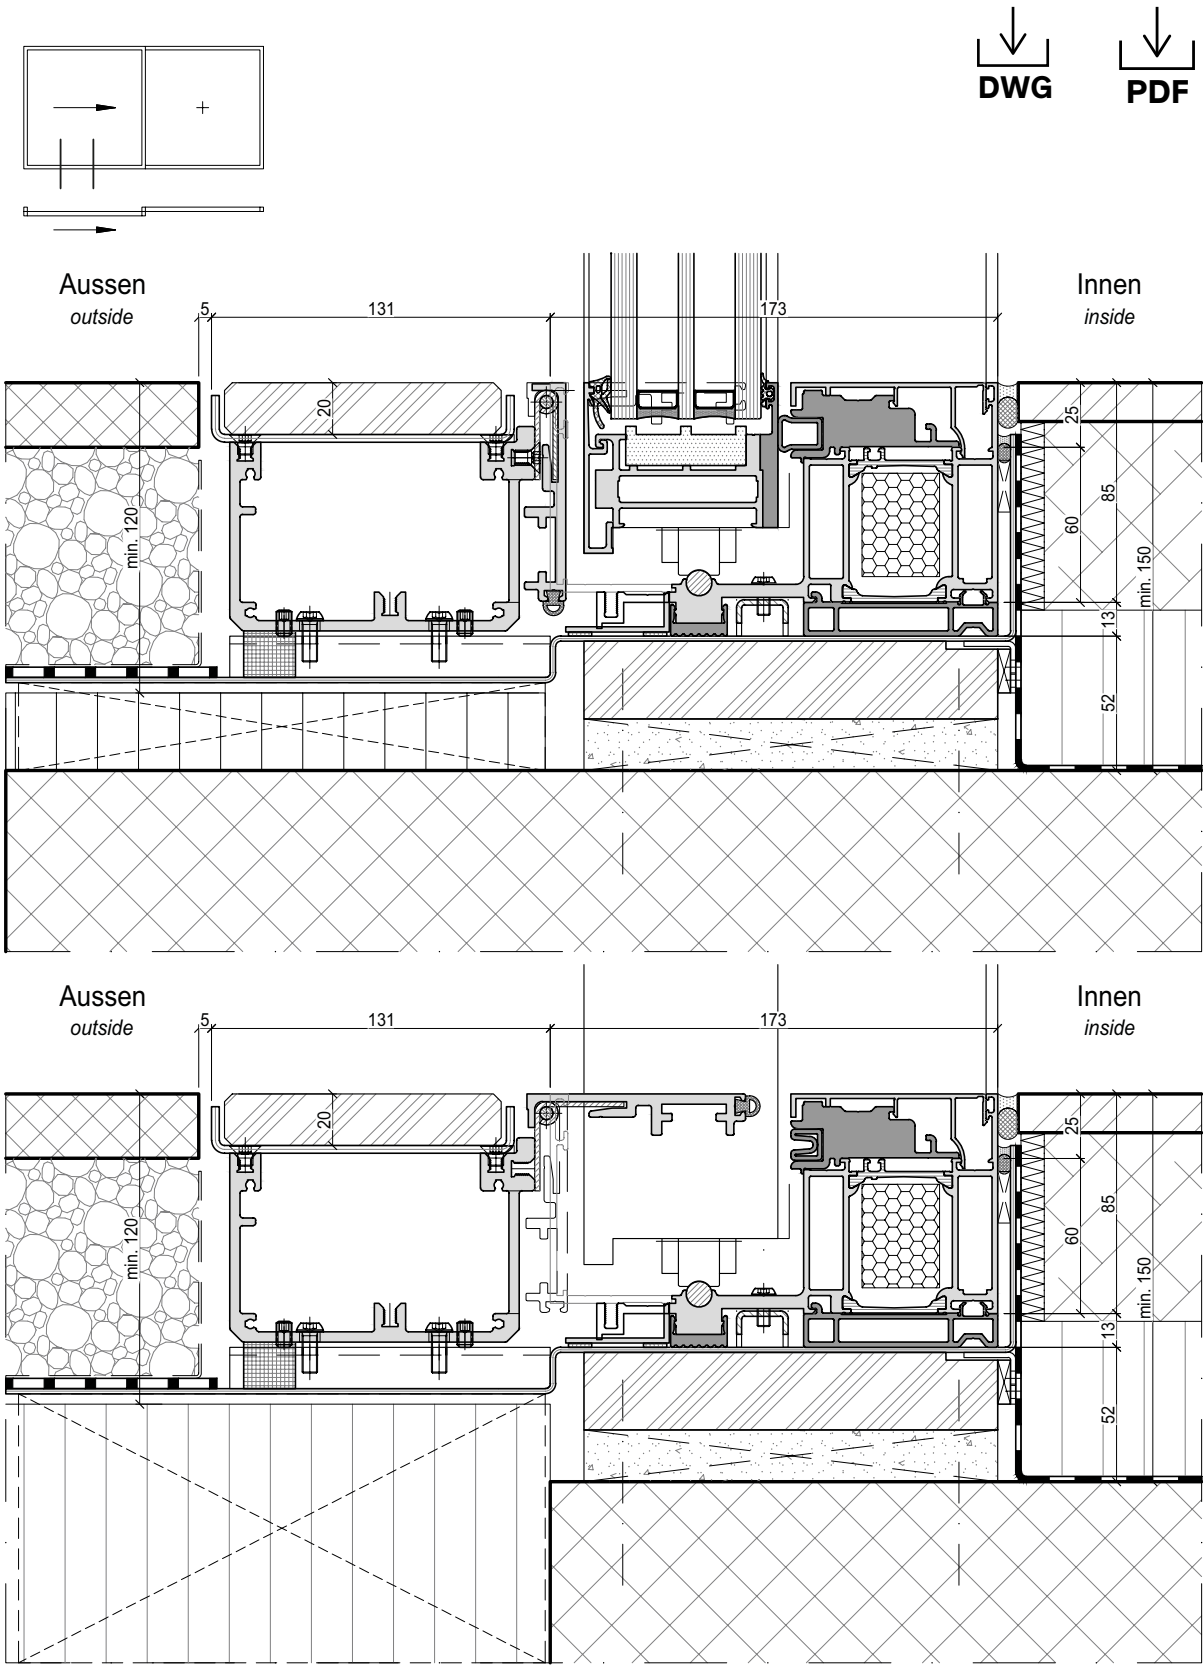 DWG PDF
Aussen
outside
Innen
inside
5 131 173
20
25
min. 120
85
60
min. 150
13
52
Aussen
outside
Innen
inside
5 131 173
20
25
min. 120
85
60
min. 150
13
52